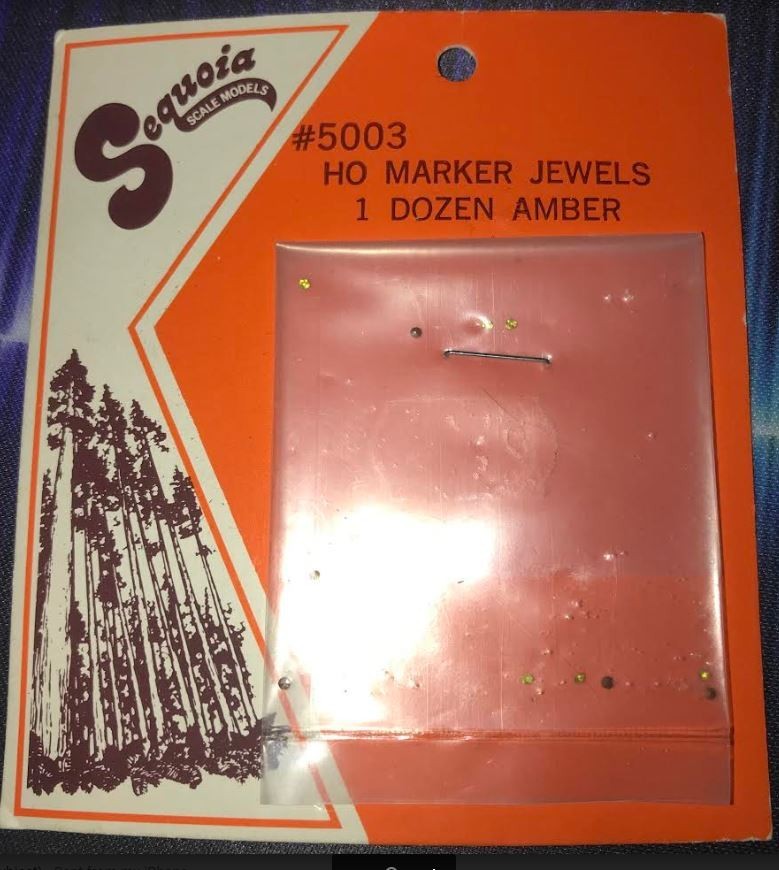 Sequoia
SCALE MODELS
#5003
HO MARKER JEWELS
1 DOZEN AMBER